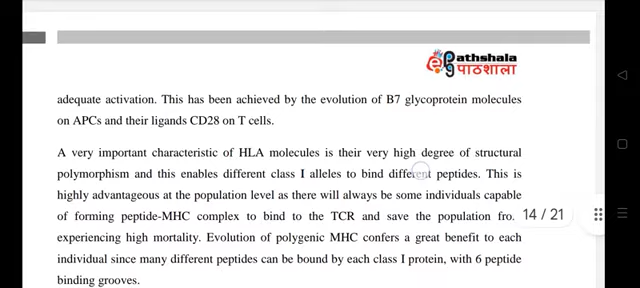 athshala
पाठशाला
adequate activation. This has been achieved by the evolution of B7 glycoprotein molecules
on APCs and their ligands CD28 on T cells.
A very important characteristic of HLA molecules is their very high degree of structural
polymorphism and this enables different class I alleles to bind different peptides. This is
highly advantageous at the population level as there will always be some individuals capable
of forming peptide-MHC complex to bind to the TCR and save the population fro
14 / 21
experiencing high mortality. Evolution of polygenic MHC confers a great benefit to each
individual since many different peptides can be bound by each class I protein, with 6 peptide
binding grooves.